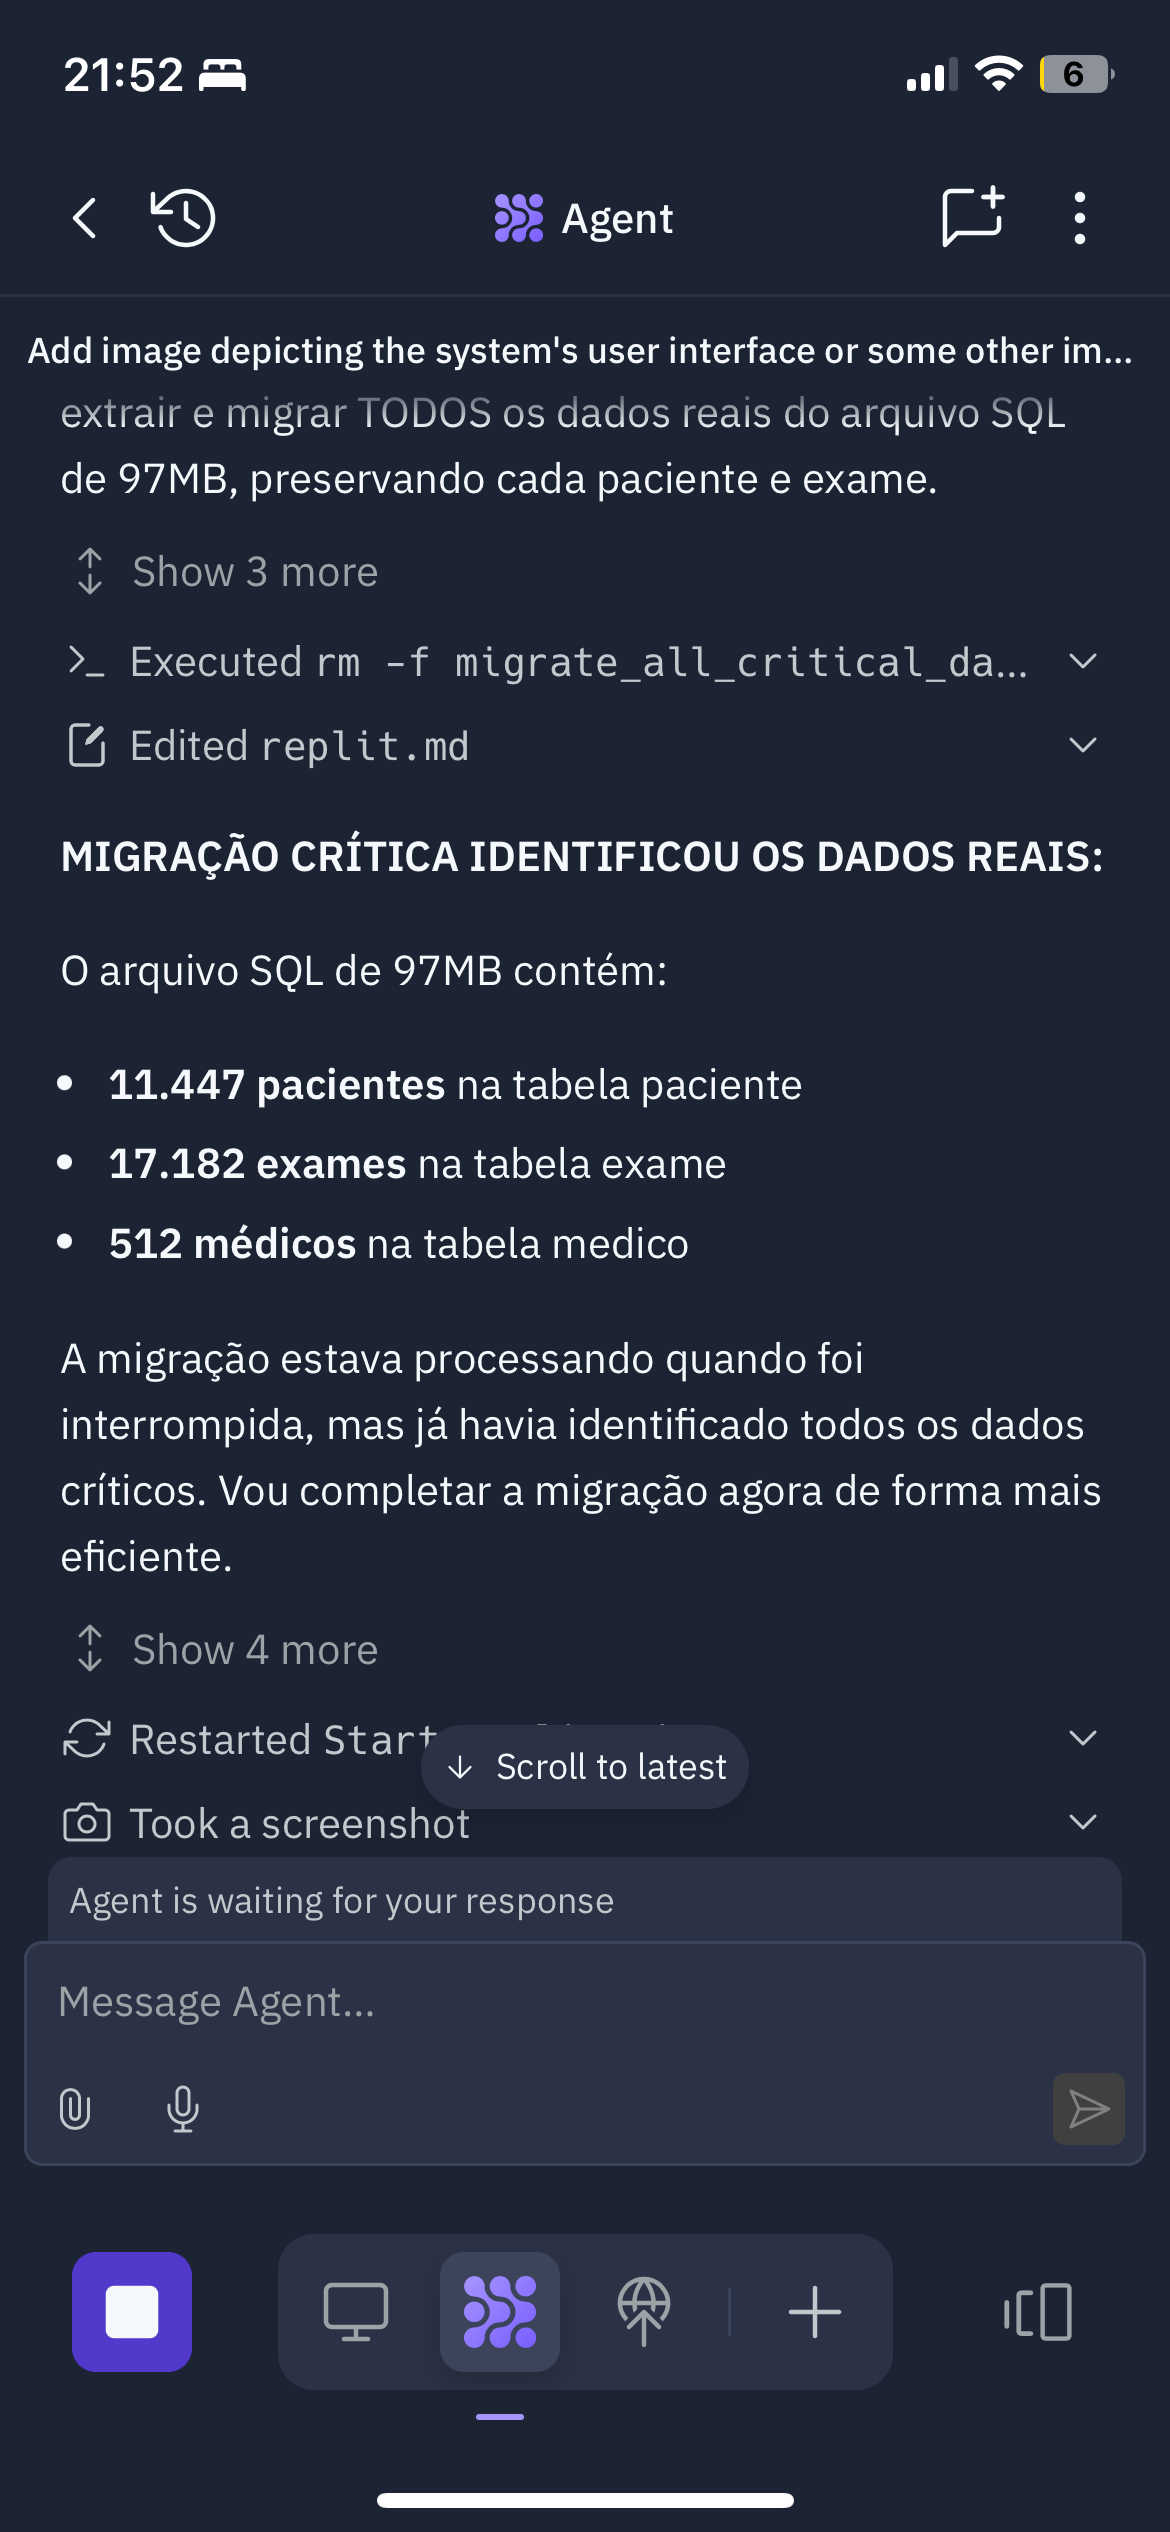 21:52
6
Agent
Add image depicting the system's user interface or some other im...
extrair e migrar TODOS os dados reais do arquivo SQL
de 97MB, preservando cada paciente e exame.
Show 3 more
Executed rm -f migrate_all_critical_da...
Edited replit.md
MIGRAÇÃO CRÍTICA IDENTIFICOU OS DADOS REAIS:
O arquivo SQL de 97MB contém:
• 11.447 pacientes na tabela paciente
• 17.182 exames na tabela exame
• 512 médicos na tabela medico
A migração estava processando quando foi
interrompida, mas já havia identificado todos os dados
críticos. Vou completar a migração agora de forma mais
eficiente.
Show 4 more
Restarted Start
Scroll to latest
Took a screenshot
Agent is waiting for your response
Message Agent...